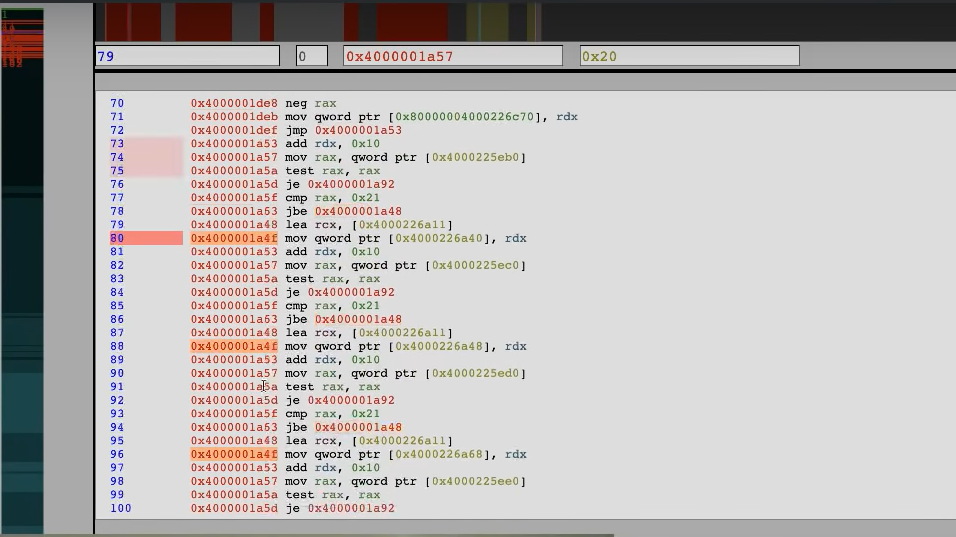 79 0 0x4000001a57 0x20
70 0x4000001de8 neg rax
71 0x4000001deb mov qword ptr [0x80000004000226c70], rdx
72 0x4000001def jmp 0x4000001a53
73 0x4000001a53 add rdx, 0x10
74 0x4000001a57 mov rax, qword ptr [0x4000225eb0]
75 0x4000001a5a test rax, rax
76 0x4000001a5d je 0x4000001a92
77 0x4000001a5f cmp rax, 0x21
78 0x4000001a63 jbe 0x4000001a48
79 0x4000001a48 lea rcx, [0x4000226a11]
80 0x4000001a4f mov qword ptr [0x4000226a40], rdx
81 0x4000001a53 add rdx, 0x10
82 0x4000001a57 mov rax, qword ptr [0x4000225ec0]
83 0x4000001a5a test rax, rax
84 0x4000001a5d je 0x4000001a92
85 0x4000001a5f cmp rax, 0x21
86 0x4000001a63 jbe 0x4000001a48
87 0x4000001a48 lea rcx, [0x4000226a11]
88 0x4000001a4f mov qword ptr [0x4000226a48], rdx
89 0x4000001a53 add rdx, 0x10
90 0x4000001a57 mov rax, qword ptr [0x4000225ed0]
91 0x4000001a5a test rax, rax
92 0x4000001a5d je 0x4000001a92
93 0x4000001a5f cmp rax, 0x21
94 0x4000001a63 jbe 0x4000001a48
95 0x4000001a48 lea rcx, [0x4000226a11]
96 0x4000001a4f mov qword ptr [0x4000226a68], rdx
97 0x4000001a53 add rdx, 0x10
98 0x4000001a57 mov rax, qword ptr [0x4000225ee0]
99 0x4000001a5a test rax, rax
100 0x4000001a5d je 0x4000001a92